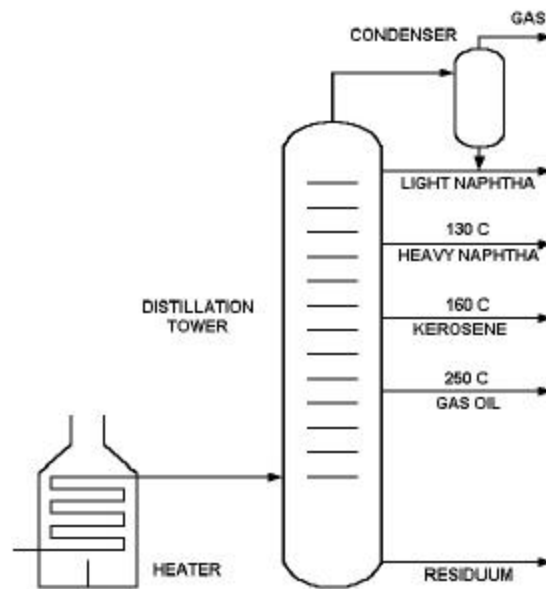 GAS
CONDENSER
LIGHT NAPHTHA
130 C
HEAVY NAPHTHA
DISTILLATION
TOWER
160 C
KEROSENE
250 C
GAS OIL
HEATER
RESIDUUM